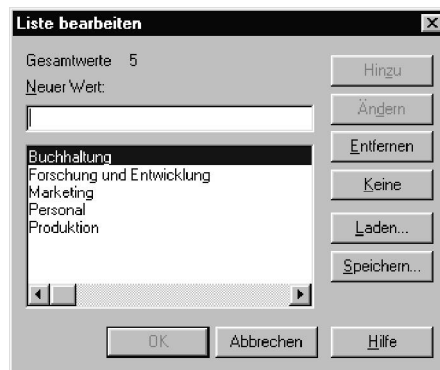 Liste bearbeiten
Gesamtwerte 5
Neuer Wert:
Buchhaltung
Forschung und Entwicklung
Marketing
Personal
Produktion
Hinzu
Ändern
Entfernen
Keine
Laden...
Speichern...
OK
Abbrechen
Hilfe